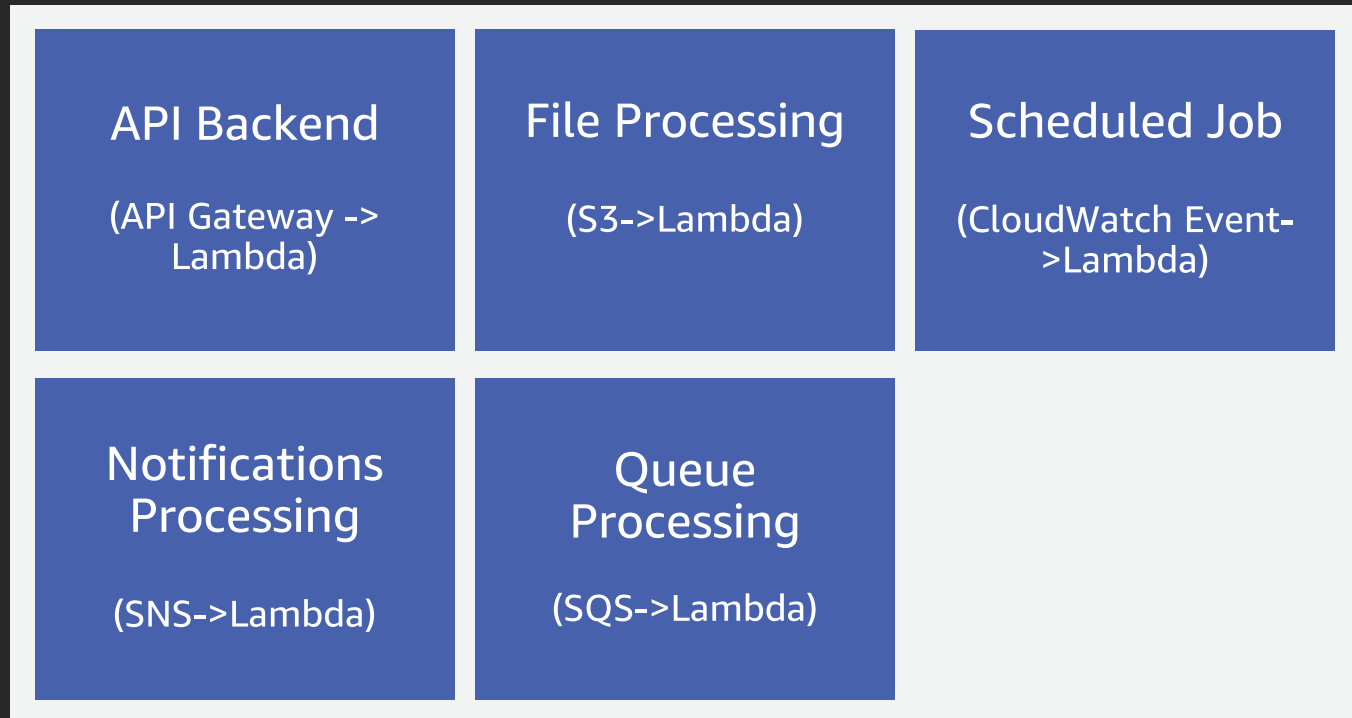 API Backend
(API Gateway ->
Lambda)
File Processing
(S3->Lambda)
Scheduled Job
(CloudWatch Event-
>Lambda)
Notifications
Processing
(SNS->Lambda)
Queue
Processing
(SQS->Lambda)